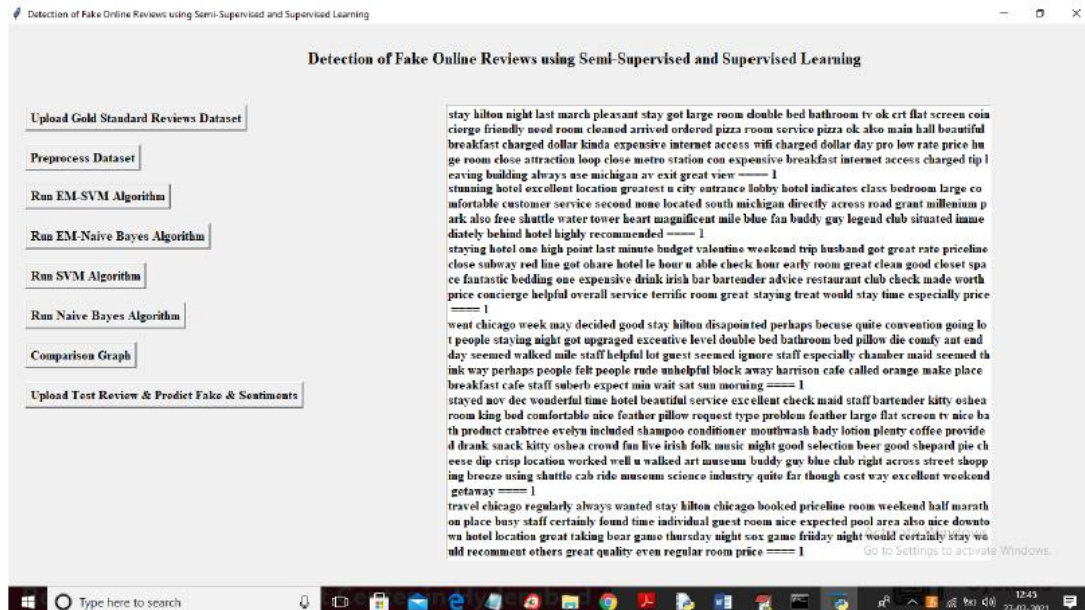 Detection of Fake Online Reviews using Semi-Supervised and Supervised Learning
Detection of Fake Online Reviews using Semi-Supervised and Supervised Learning
Upload Gold Standard Reviews Dataset
Preprocess Dataset
Run EM-SVM Algorithm
Run EM-Naive Bayes Algorithm
Run SVM Algorithm
Run Naive Bayes Algorithm
Comparison Graph
Upload Test Review & Predict Fake & Sentiments
stay hilton night last march pleasant stay got large room double bed bathroom tv ok crt flat screen coin
cierge friendly need room cleaned arrived ordered pizza room service pizza ok also main hall beautiful
breakfast charged dollar kinda expensive internet access wifi charged dollar day pro low rate price hu
ge room close attraction loop close metro station con expensive breakfast internet access charged tip l
eaving building always use michigan av exit great view ==== 1
stunning hotel excellent location greatest u city entrance lobby hotel indicates class bedroom large co
mfortable customer service second none located south michigan directly across road grant millenium p
ark also free shuttle water tower heart magnificent mile blue fan buddy guy legend club situated imme
diately behind hotel highly recommended ==== 1
staying hotel one high point last minute budget valentine weekend trip husband got great rate priceline
close subway red line got ohare hotel le hour u able check hour early room great clean good closet spa
ce fantastic bedding one expensive drink irish bar bartender advice restaurant club check made worth
price concierge helpful overall service terrific room great staying treat would stay time especially price
==== 1
went chicago week may decided good stay hilton disapointed perhaps becuse quite convention going lo
t people staying night got upgraged exceutive level double bed bathroom bed pillow die comfy ant end
day seemed walked mile staff helpful lot guest seemed ignore staff especially chamber maid seemed th
ink way perhaps people felt people rude unhelpful block away harrison cafe called orange make place
breakfast cafe staff suberb expect min wait sat sun morning ==== 1
stayed nov dec wonderful time hotel beautiful service excellent check maid staff bartender kitty oshea
room king bed comfortable nice feather pillow request type problem feather large flat screen tv nice ba
th product crabtree evelyn included shampoo conditioner mouthwash bady lotion plenty coffee provide
d drank snack kitty oshea crowd fun live irish folk music night good selection beer good shepard pie ch
eese dip crisp location worked well u walked art museum buddy guy blue club right across street shopp
ing breeze using shuttle cab ride museum science industry quite far though cost way excellent weekend
getaway ==== 1
travel chicago regularly always wanted stay hilton chicago booked priceline room weekend half marath
on place busy staff certainly found time individual guest room nice expected pool area also nice downto
wn hotel location great taking bear game thursday night sox game friiday night would certainly stay wo
uld recomment others great quality even regular room price ==== 1
Activate Windows
Go to Settings to activate Windows.
Type here to search
12:45
27-02-2021